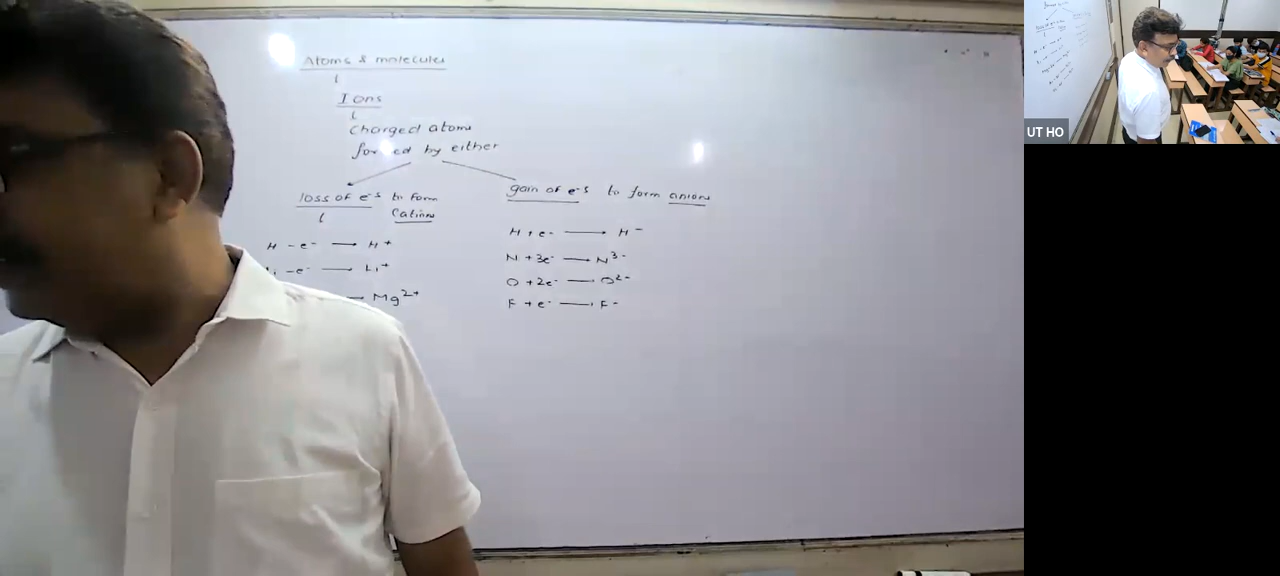 Atoms & molecules
Ions
Charged atoms
formed by either
loss of e-s to form
Cations
H - e- → H+
- e- → Li+
→ Mg2+
gain of e-s to form anions
H + e- → H-
N + 3e- → N3-
O + 2e- → O2-
F + e- → F-
UT HO